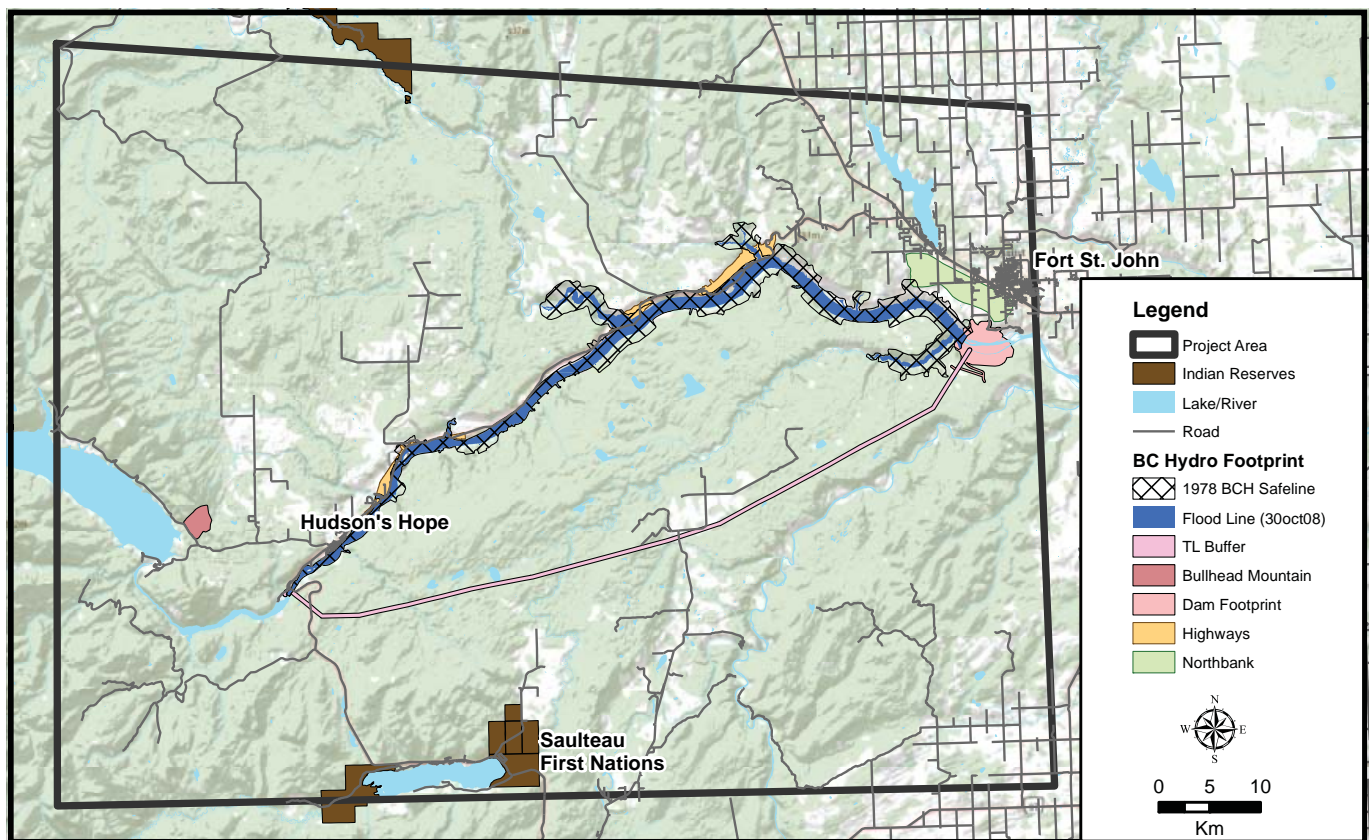 Fort St. John
Hudson's Hope
Saulteau
First Nations
Legend
Project Area
Indian Reserves
Lake/River
Road
BC Hydro Footprint
1978 BCH Safeline
Flood Line (30oct08)
TL Buffer
Bullhead Mountain
Dam Footprint
Highways
Northbank
N
W E
S
0 5 10
Km